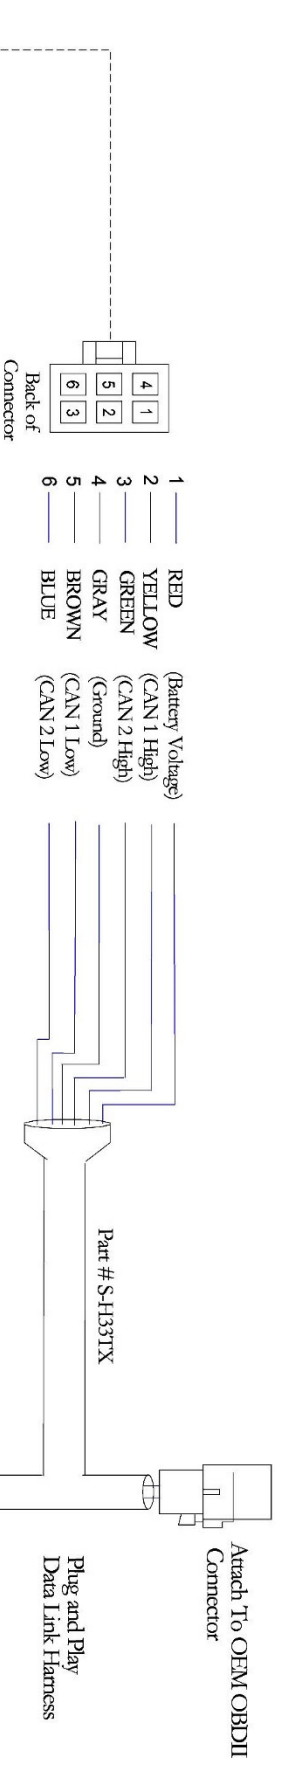 4 1
5 2
6 3
Back of
Connector
1 RED (Battery Voltage)
2 YELLOW (CAN 1 High)
3 GREEN (CAN 2 High)
4 GRAY (Ground)
5 BROWN (CAN 1 Low)
6 BLUE (CAN 2 Low)
Part # S-H33TX
Attach To OEM OBDII
Connector
Plug and Play
Data Link Harness